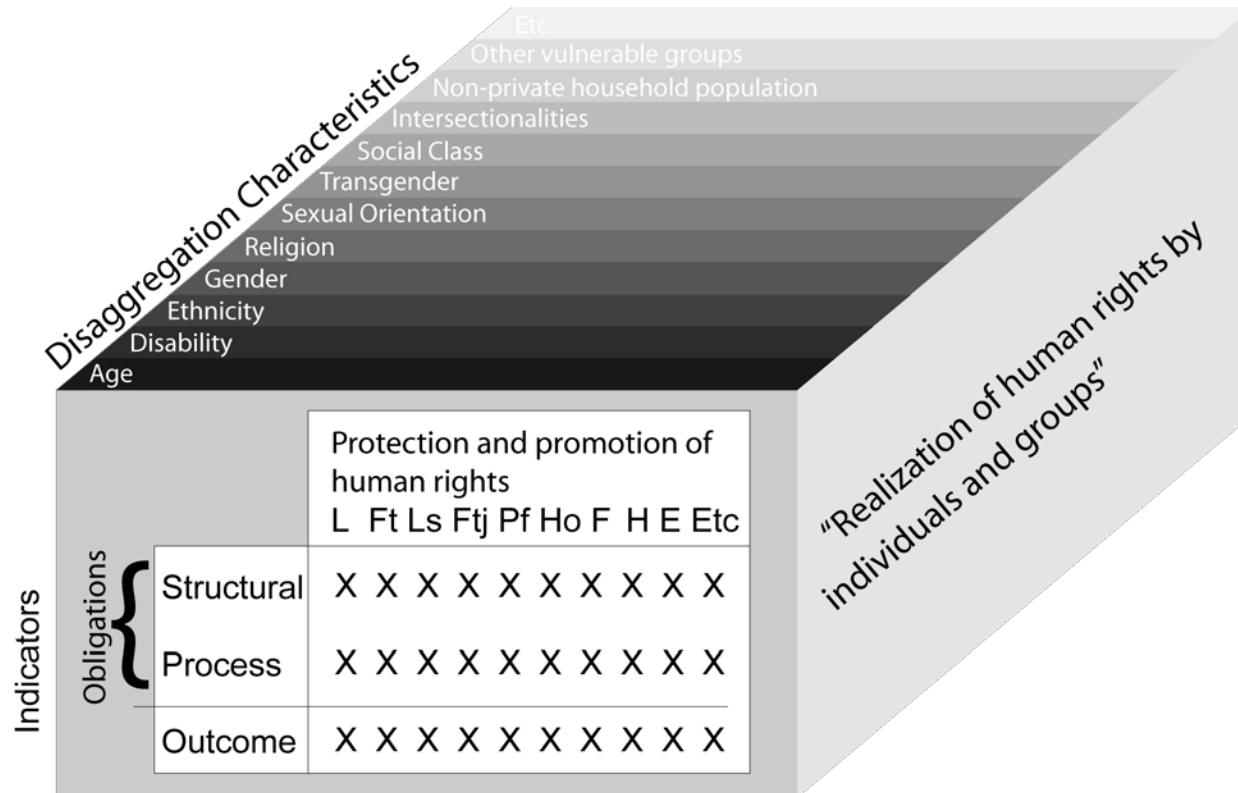 Disaggregation Characteristics
Etc.
Other vulnerable groups
Non-private household population
Intersectionalities
Social Class
Transgender
Sexual Orientation
Religion
Gender
Ethnicity
Disability
Age
“Realization of human rights by
individuals and groups”
Protection and promotion of
human rights
L Ft Ls Ftj Pf Ho F H E Etc
Indicators
Obligations
{
Structural X X X X X X X X X X
Process X X X X X X X X X X
Outcome X X X X X X X X X X